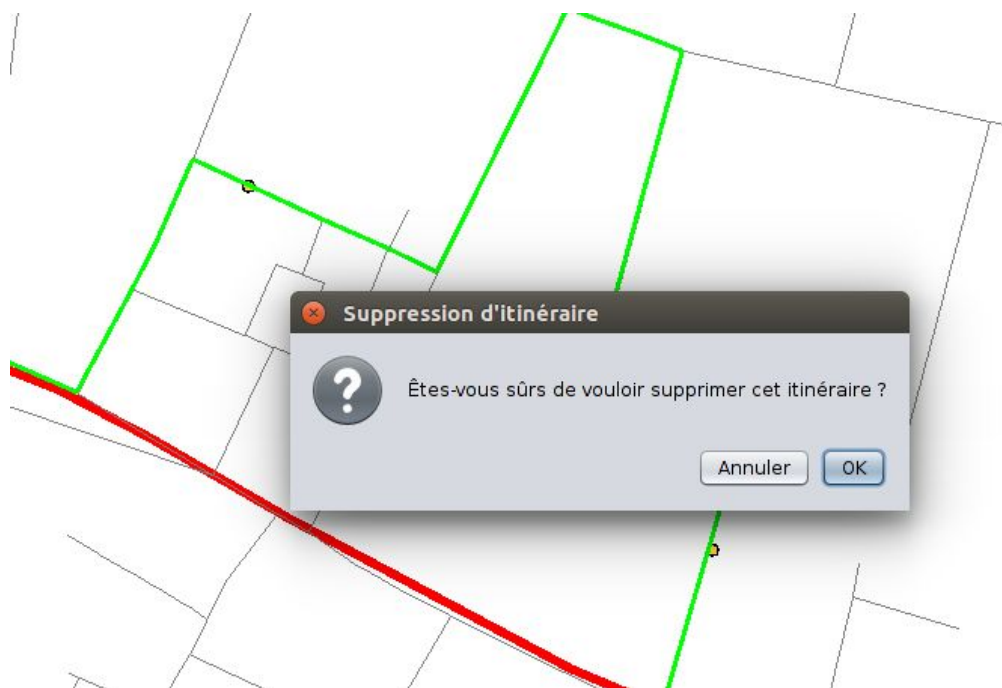 Suppression d'itinéraire
Êtes-vous sûrs de vouloir supprimer cet itinéraire ?
Annuler
OK